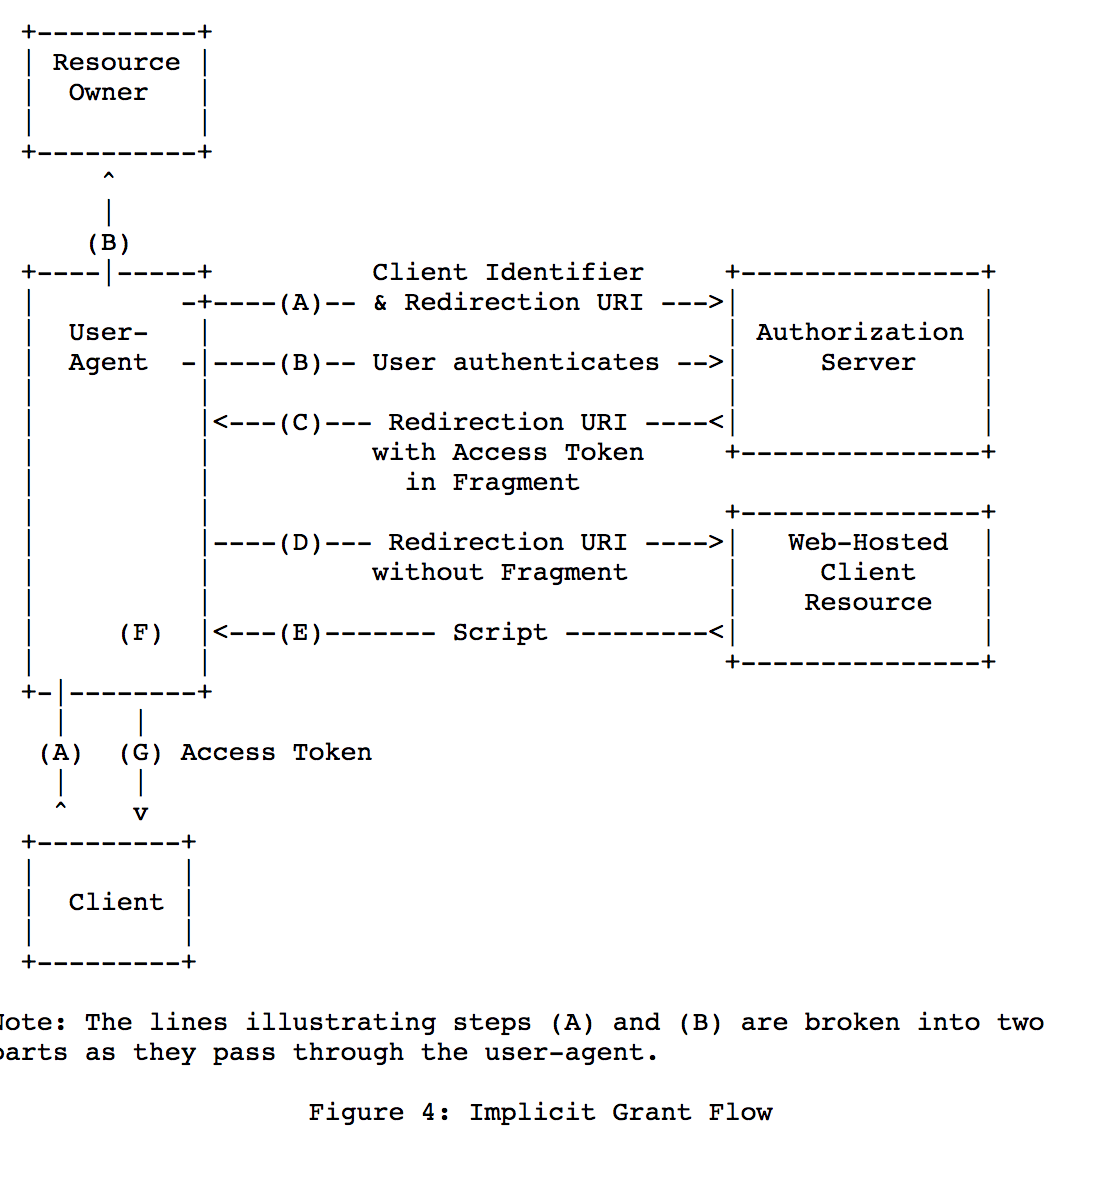 +----------+
| Resource |
|  Owner   |
|          |
+----------+
     ^
     |
    (B)
+----|-----+          Client Identifier     +---------------+
|         -+----(A)-- & Redirection URI --->|               |
|  User-   |                                | Authorization |
|  Agent  -|----(B)-- User authenticates -->|     Server    |
|          |                                |               |
|          |<---(C)--- Redirection URI ----<|               |
|          |          with Access Token     +---------------+
|          |            in Fragment
|          |                                +---------------+
|          |----(D)--- Redirection URI ---->|   Web-Hosted  |
|          |          without Fragment      |     Client    |
|          |                                |    Resource   |
|     (F)  |<---(E)------- Script ---------<|               |
|          |                                +---------------+
+-|--------+
  |    |
 (A)  (G) Access Token
  |    |
  ^    v
+---------+
|         |
|  Client |
|         |
+---------+
ote: The lines illustrating steps (A) and (B) are broken into two
arts as they pass through the user-agent.
Figure 4: Implicit Grant Flow